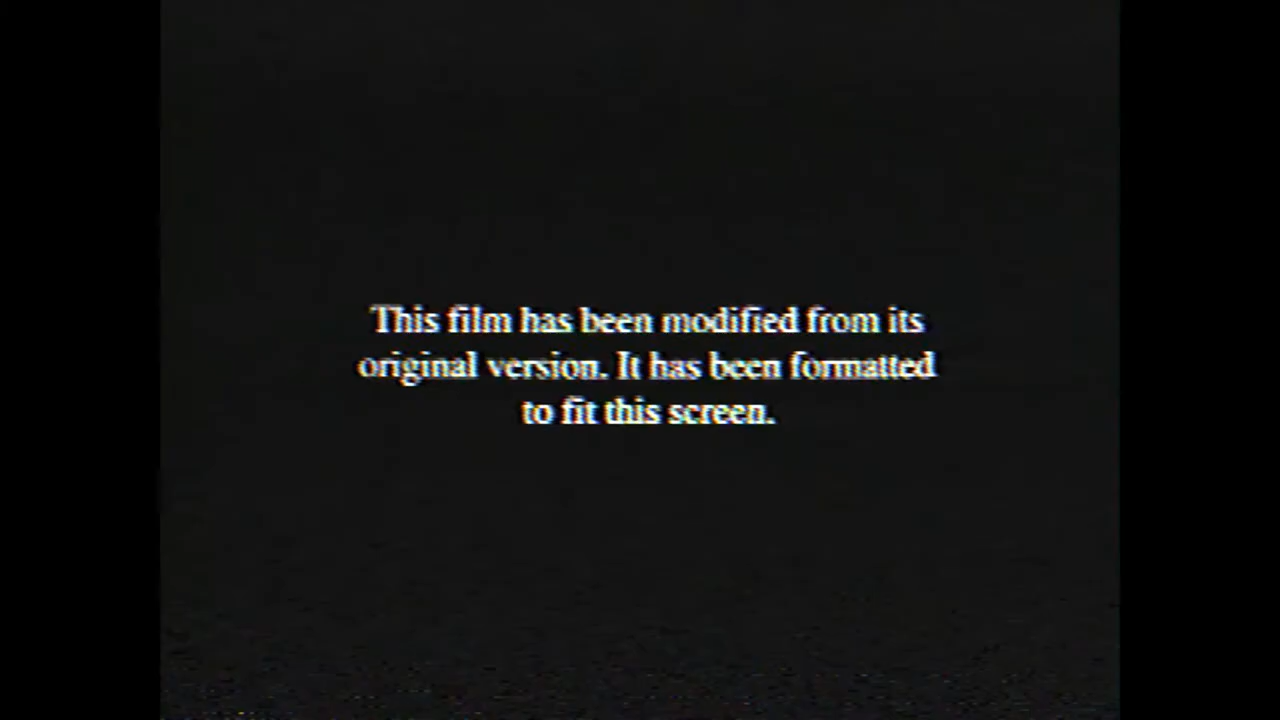 This film has been modified from its
original version. It has been formatted
to fit this screen.